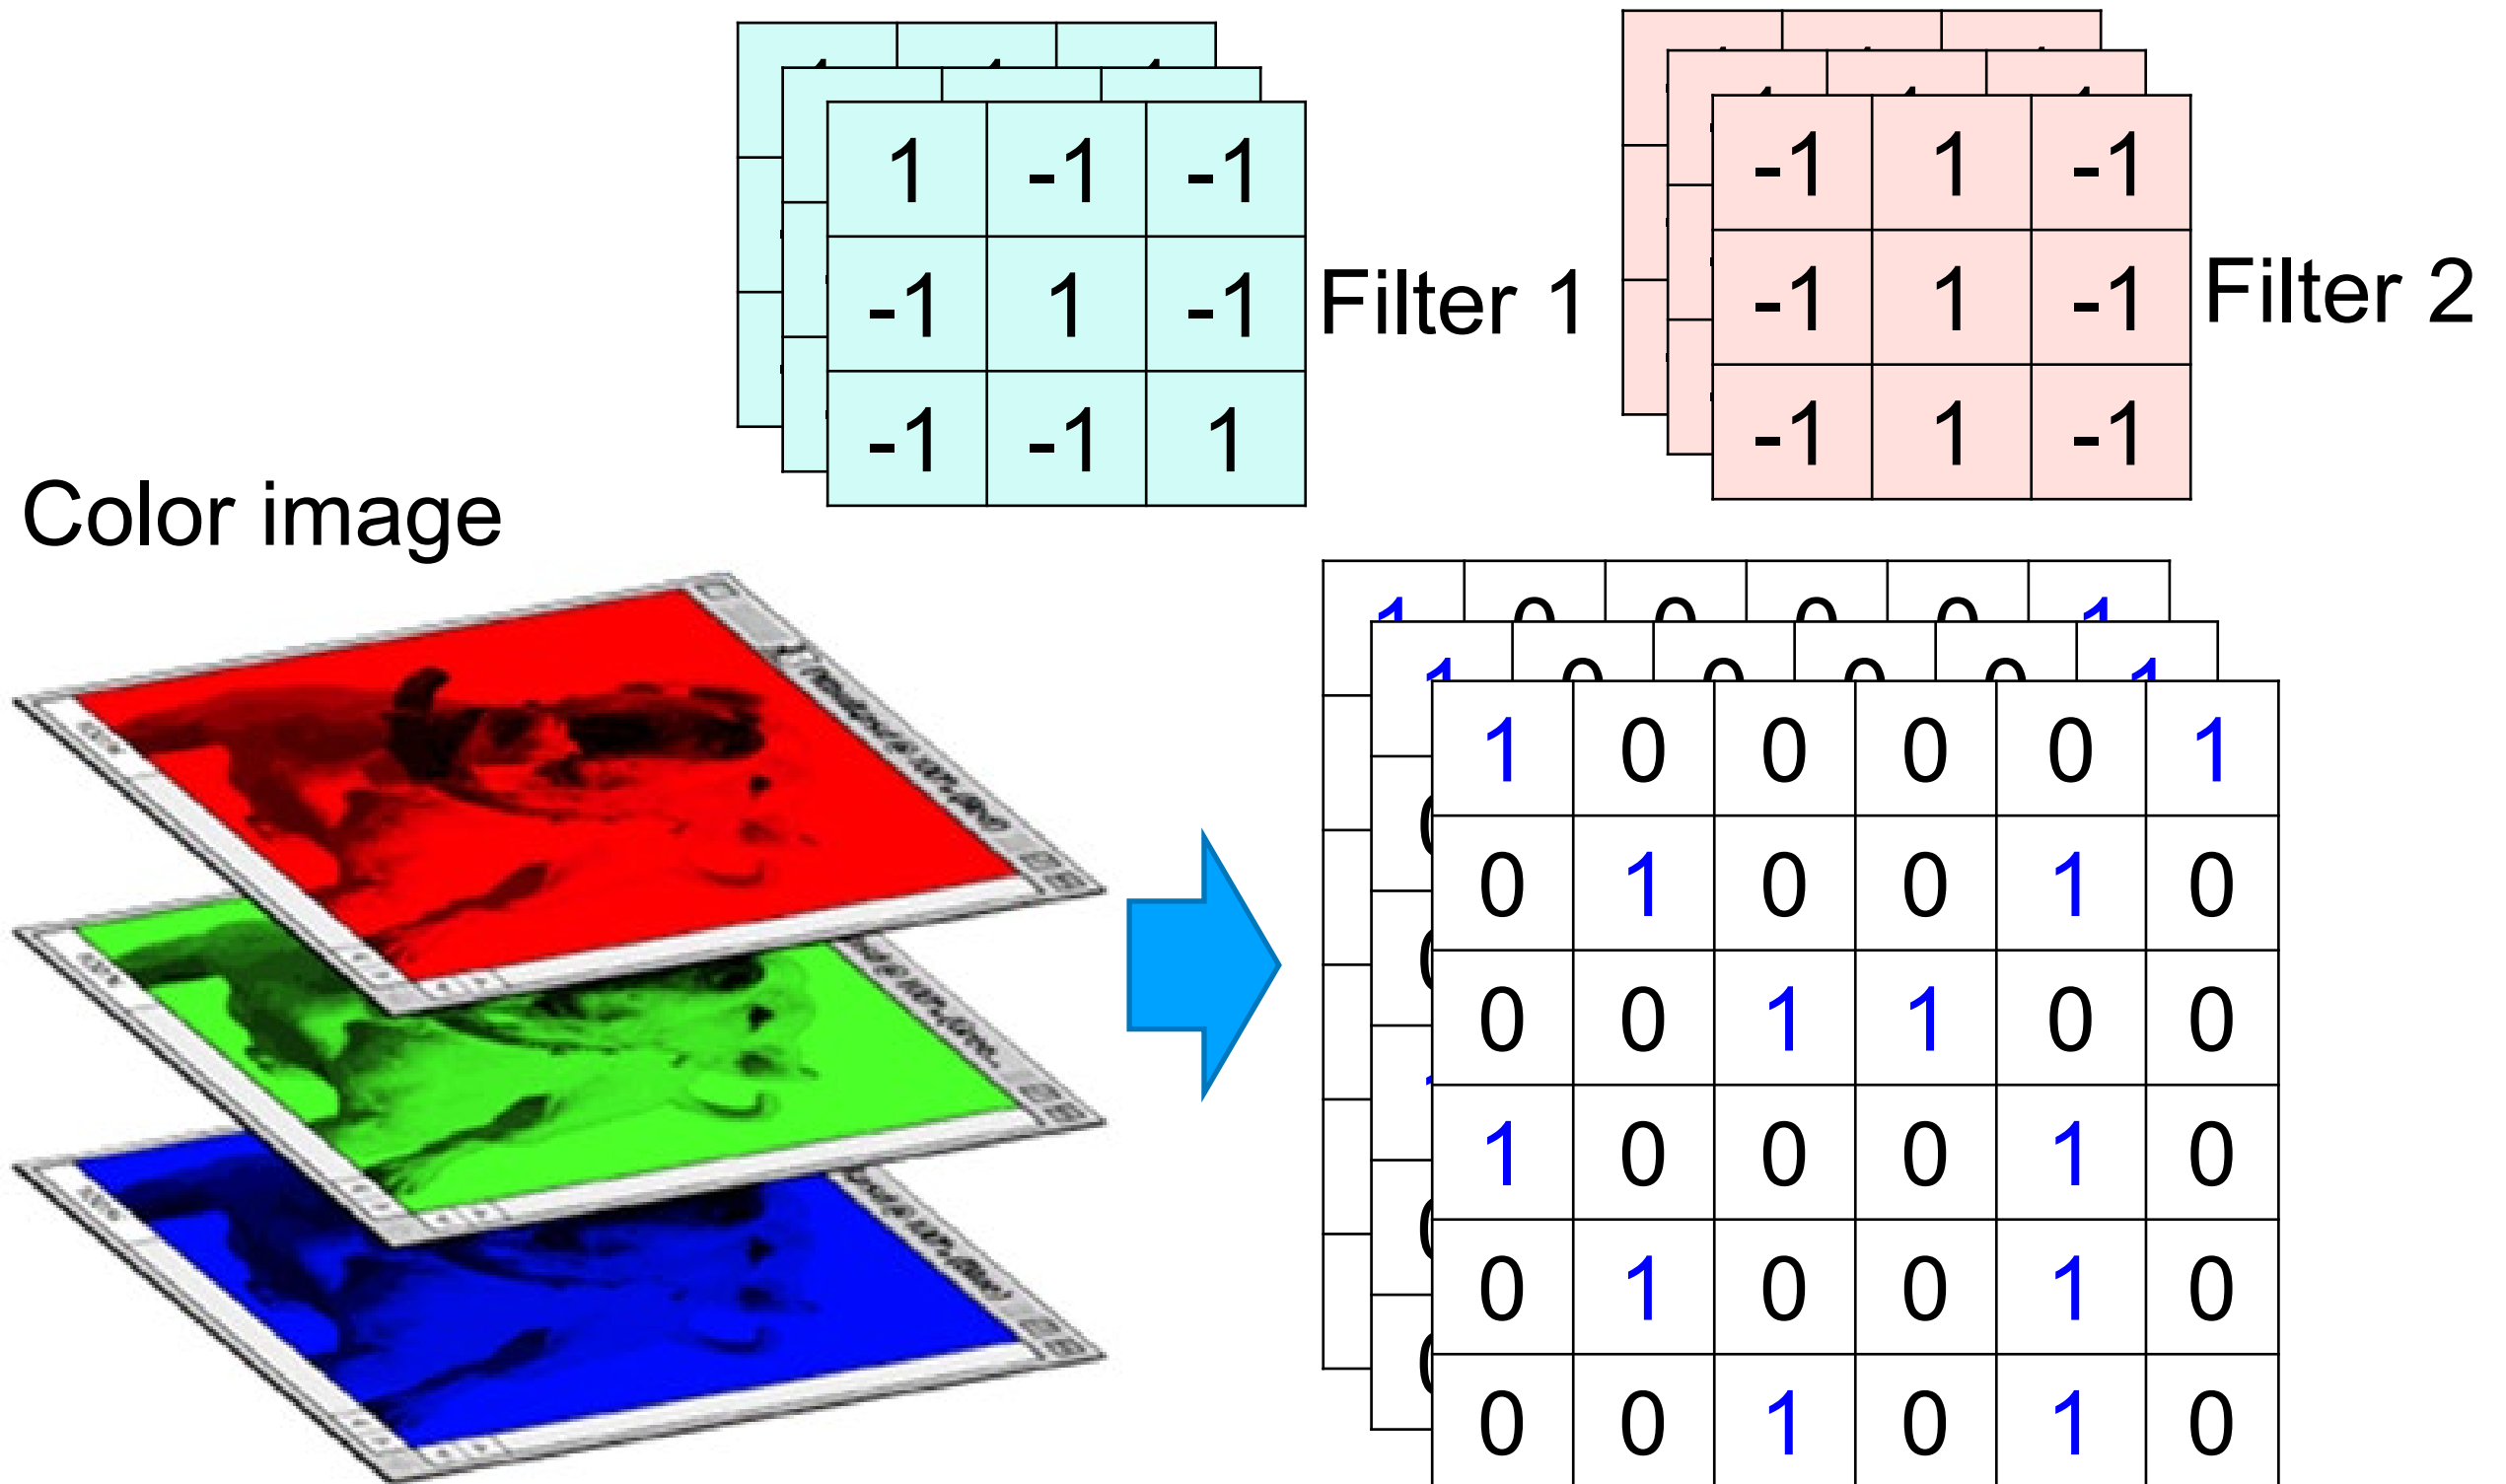 1 -1 -1
-1 1 -1
-1 -1 1
Filter 1
-1 1 -1
-1 1 -1
-1 1 -1
Filter 2
Color image
1 0 0 0 0 1
0 1 0 0 1 0
0 0 1 1 0 0
1 0 0 0 1 0
0 1 0 0 1 0
0 0 1 0 1 0